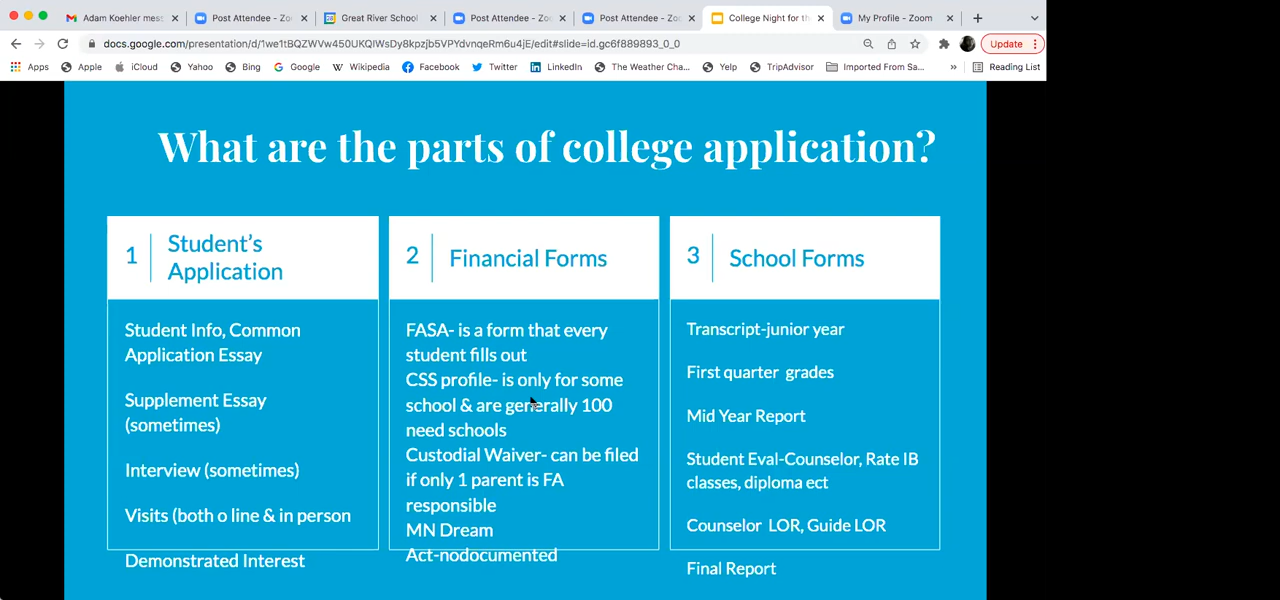 Adam Koehler mess
Post Attendee - Zoom
Great River School
Post Attendee - Zo
Post Attendee - Zo
College Night for th
My Profile - Zoom
docs.google.com/presentation/d/1we1tBQZWVw450UKQIWsDy8kpzjb5VPYdvnqeRm6u4jE/edit#slide=id.gc6f889893_0_0
Update
Apps
Apple
iCloud
Yahoo
Bing
Google
Wikipedia
Facebook
Twitter
LinkedIn
The Weather Cha...
Yelp
TripAdvisor
Imported From Sa...
Reading List
What are the parts of college application?
1
Student's
Application
Student Info, Common
Application Essay
Supplement Essay
(sometimes)
Interview (sometimes)
Visits (both o line & in person
Demonstrated Interest
2
Financial Forms
FASA- is a form that every
student fills out
CSS profile- is only for some
school & are generally 100
need schools
Custodial Waiver- can be filed
if only 1 parent is FA
responsible
MN Dream
Act-nodocumented
3
School Forms
Transcript-junior year
First quarter grades
Mid Year Report
Student Eval-Counselor, Rate IB
classes, diploma ect
Counselor LOR, Guide LOR
Final Report